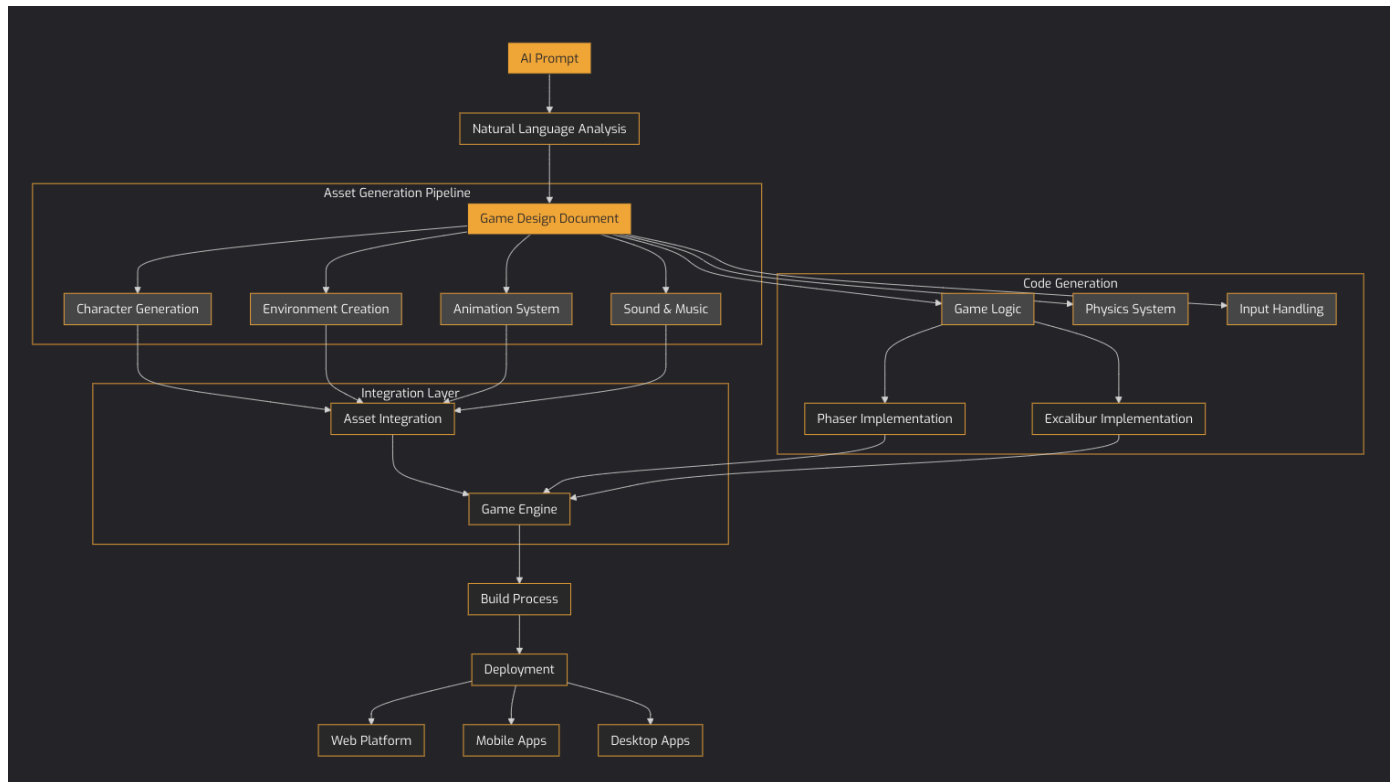 AI Prompt
Natural Language Analysis
Asset Generation Pipeline
Game Design Document
Code Generation
Character Generation
Environment Creation
Animation System
Sound & Music
Game Logic
Physics System
Input Handling
Integration Layer
Asset Integration
Phaser Implementation
Excalibur Implementation
Game Engine
Build Process
Deployment
Web Platform
Mobile Apps
Desktop Apps